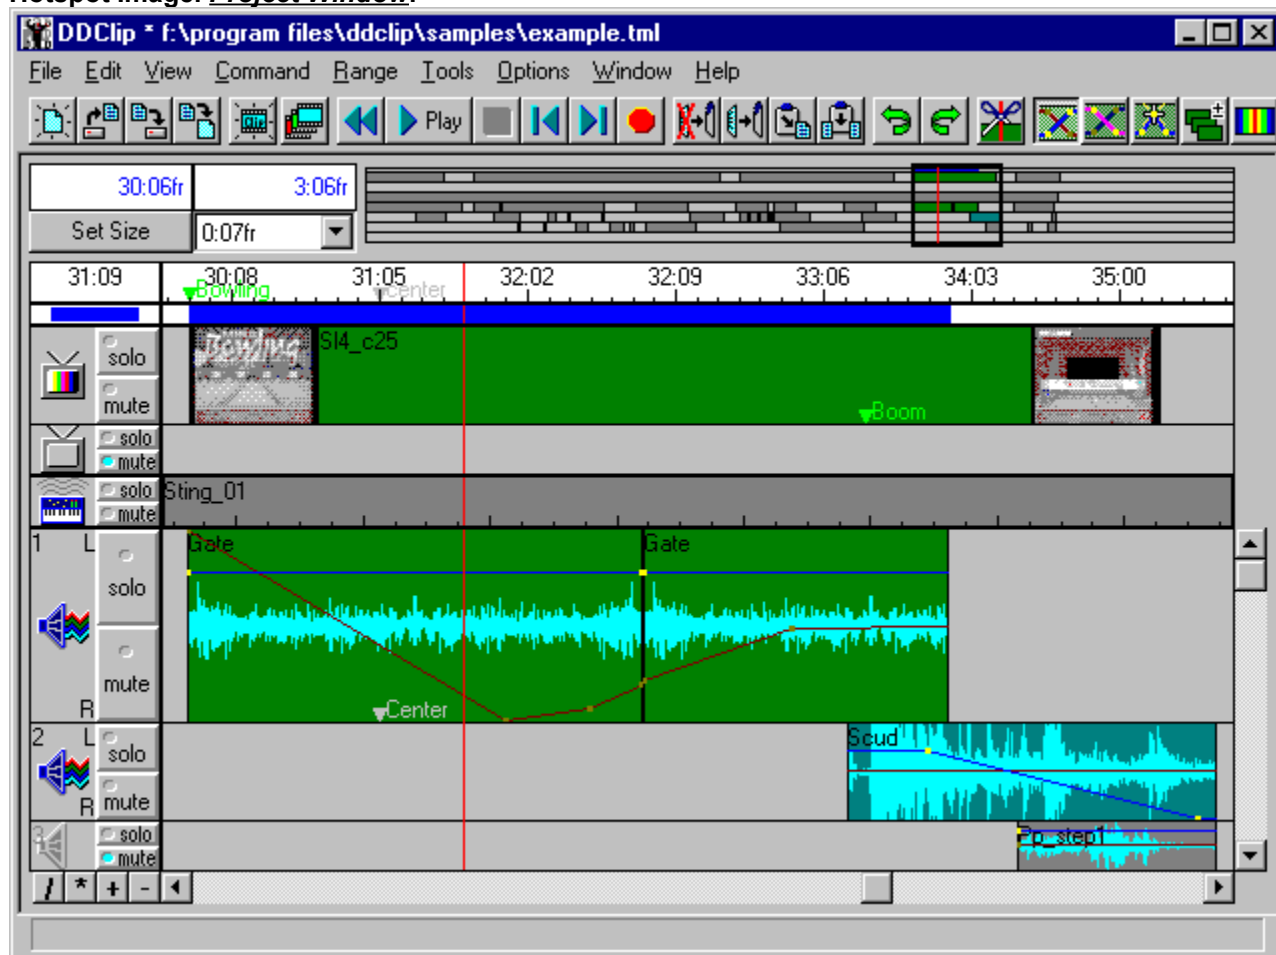 Hotspot image: Project Window.
DDClip * f:\program files\ddclip\samples\example.tml
File Edit View Command Range Tools Options Window Help
Play
30:06fr 3:06fr
Set Size 0:07fr
31:09 30:08 31:05 32:02 32:09 33:06 34:03 35:00
Bowling center
solo
mute
Bowling
SI4_c25
Boom
solo
mute
solo
mute
Sting_01
1 L
R
solo
mute
Gate Gate
Center
2 L
R
solo
mute
Scud
3
solo
mute
Pp_step1
/ * + -